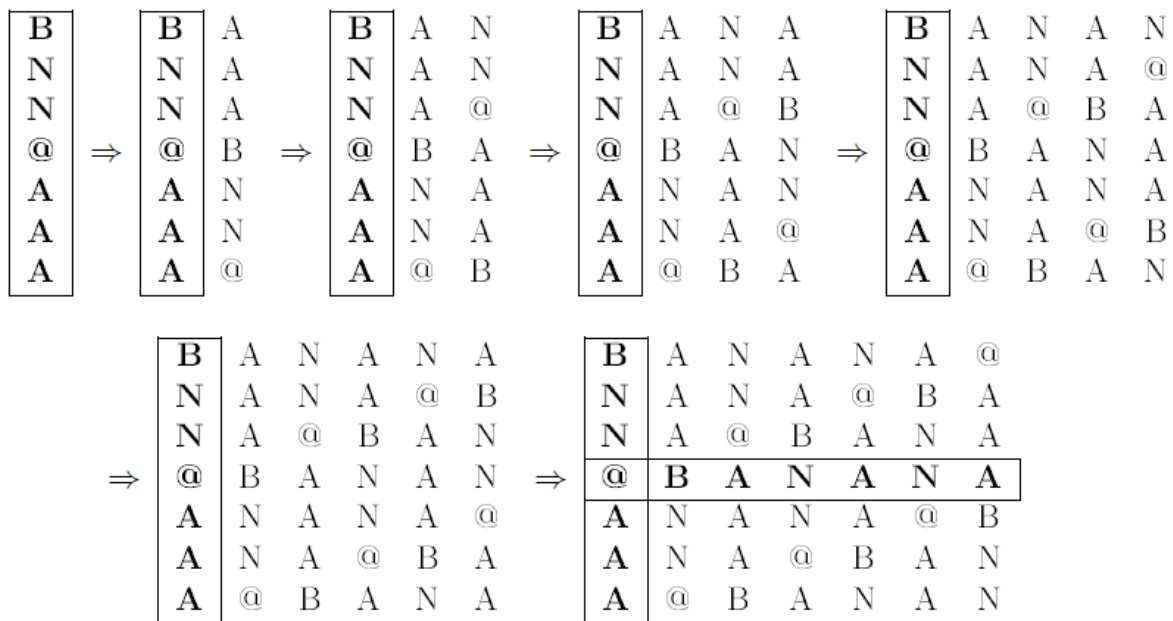 B B A B A N B A N A B A N A N
N N A N A N N A N A N A N A @
N N A N A @ N A @ B N A @ B A
@ ⇒ @ B ⇒ @ B A ⇒ @ B A N ⇒ @ B A N A
A A N A N A A N A N A N A N A
A A N A N A A N A @ A N A @ B
A A @ A @ B A @ B A A @ B A N
B A N A N A B A N A N A @
N A N A @ B N A N A @ B A
N A @ B A N N A @ B A N A
⇒ @ B A N A N ⇒ @ B A N A N A
A N A N A @ A N A N A @ B
A N A @ B A A N A @ B A N
A @ B A N A A @ B A N A N